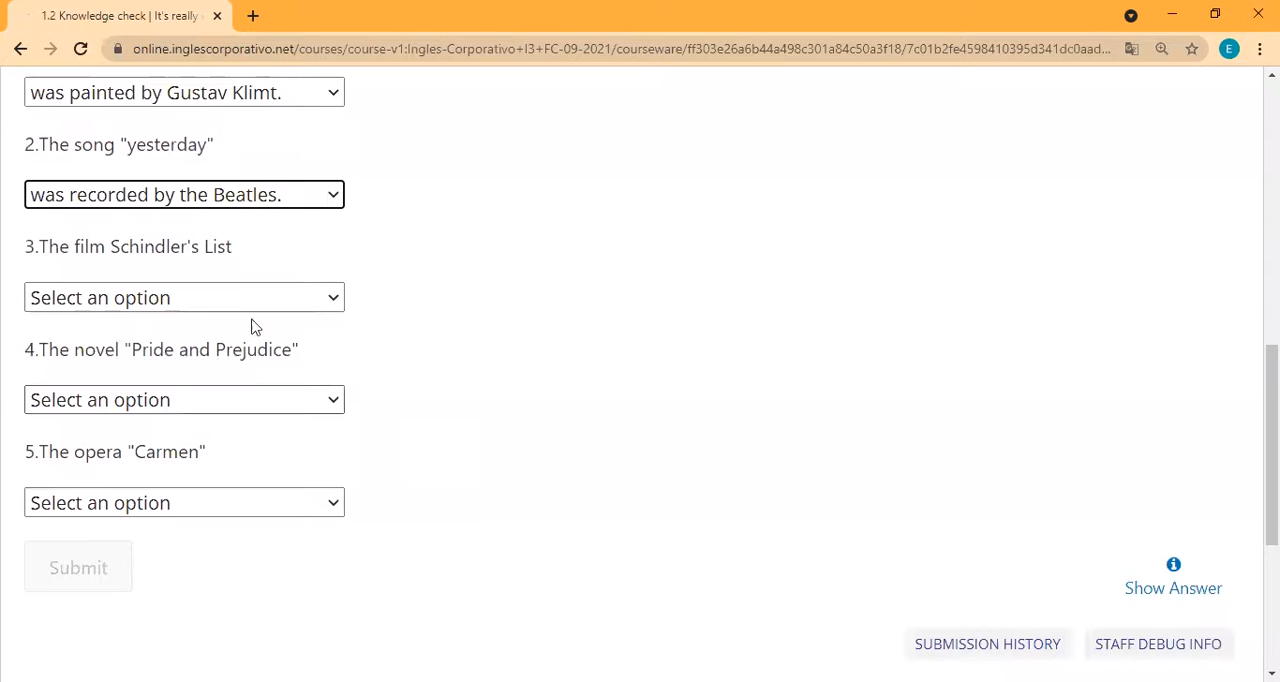 1.2 Knowledge check | It's really
online.inglescorporativo.net/courses/course-v1:Ingles-Corporativo+I3+FC-09-2021/courseware/ff303e26a6b44a498c301a84c50a3f18/7c01b2fe4598410395d341dc0aad...
E
was painted by Gustav Klimt.
2.The song "yesterday"
was recorded by the Beatles.
3.The film Schindler's List
Select an option
4.The novel "Pride and Prejudice"
Select an option
5.The opera "Carmen"
Select an option
Submit
Show Answer
SUBMISSION HISTORY
STAFF DEBUG INFO